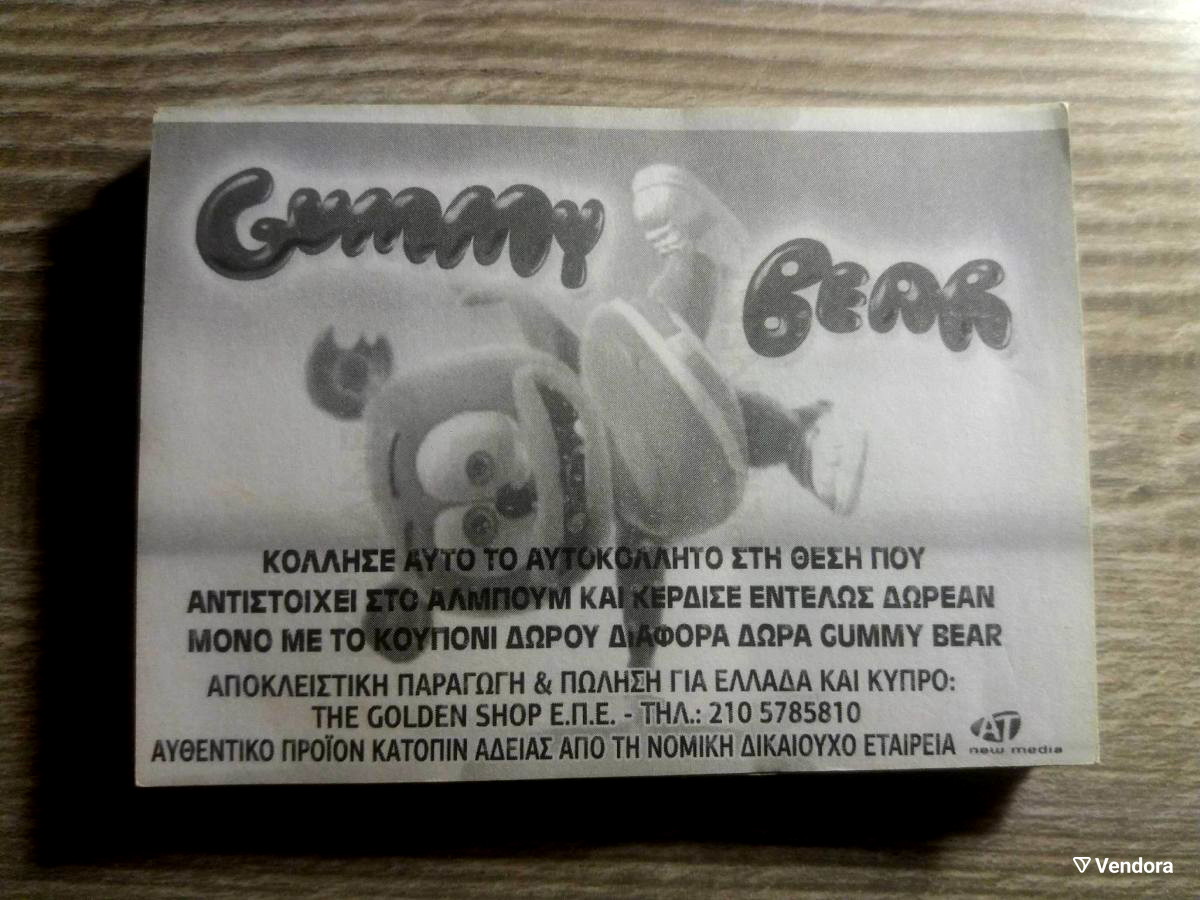 GUMMY BEAR
ΚΟΛΛΗΣΕ ΑΥΤΟ ΤΟ ΑΥΤΟΚΟΛΛΗΤΟ ΣΤΗ ΘΕΣΗ ΠΟΥ
ΑΝΤΙΣΤΟΙΧΕΙ ΣΤΟ ΑΛΜΠΟΥΜ ΚΑΙ ΚΕΡΔΙΣΕ ΕΝΤΕΛΩΣ ΔΩΡΕΑΝ
ΜΟΝΟ ΜΕ ΤΟ ΚΟΥΠΟΝΙ ΔΩΡΟΥ ΔΙΑΦΟΡΑ ΔΩΡΑ GUMMY BEAR
ΑΠΟΚΛΕΙΣΤΙΚΗ ΠΑΡΑΓΩΓΗ & ΠΩΛΗΣΗ ΓΙΑ ΕΛΛΑΔΑ ΚΑΙ ΚΥΠΡΟ:
THE GOLDEN SHOP Ε.Π.Ε. - ΤΗΛ.: 210 5785810
ΑΥΘΕΝΤΙΚΟ ΠΡΟΪΟΝ ΚΑΤΟΠΙΝ ΑΔΕΙΑΣ ΑΠΟ ΤΗ ΝΟΜΙΚΗ ΔΙΚΑΙΟΥΧΟ ΕΤΑΙΡΕΙΑ
AT
new media
Vendora